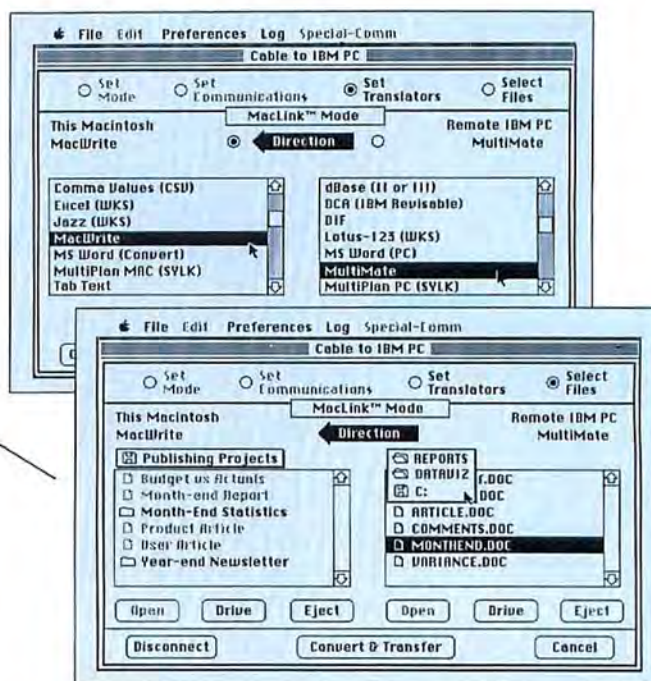 File Edit Preferences Log Special-Comm
Cable to IBM PC
Set Mode
Set Communications
Set Translators
Select Files
MacLink™ Mode
This Macintosh
MacWrite
Direction
Remote IBM PC
MultiMate
Comma Values (CSV)
Excel (WKS)
Jazz (WKS)
MacWrite
MS Word (Convert)
MultiPlan MAC (SYLK)
Tab Text
dBase (II or III)
DCA (IBM Revisable)
DIF
Lotus-123 (WKS)
MS Word (PC)
MultiMate
MultiPlan PC (SYLK)
File Edit Preferences Log Special-Comm
Cable to IBM PC
Set Mode
Set Communications
Set Translators
Select Files
MacLink™ Mode
This Macintosh
MacWrite
Direction
Remote IBM PC
MultiMate
Publishing Projects
Budget vs Actuals
Month-end Report
Month-End Statistics
Product Article
User Article
Year-end Newsletter
REPORTS
DATAVIZ
C:
.DOC
ARTICLE.DOC
COMMENTS.DOC
MONTHEND.DOC
VARIANCE.DOC
Open Drive Eject
Open Drive Eject
Disconnect
Convert & Transfer
Cancel